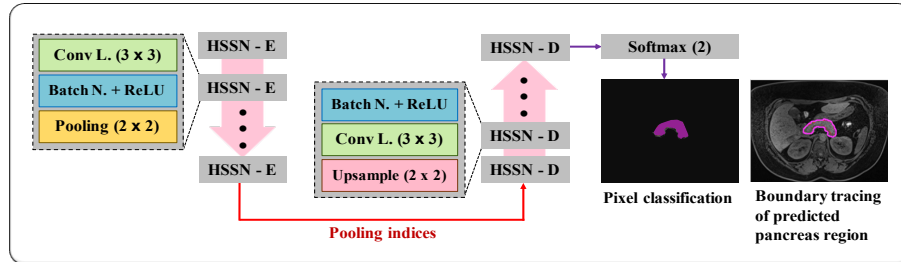 Conv L. (3 x 3)
Batch N. + ReLU
Pooling (2 x 2)
HSSN - E
HSSN - E
HSSN - E
Batch N. + ReLU
Conv L. (3 x 3)
Upsample (2 x 2)
HSSN - D
HSSN - D
HSSN - D
Pooling indices
Softmax (2)
Pixel classification
Boundary tracing
of predicted
pancreas region